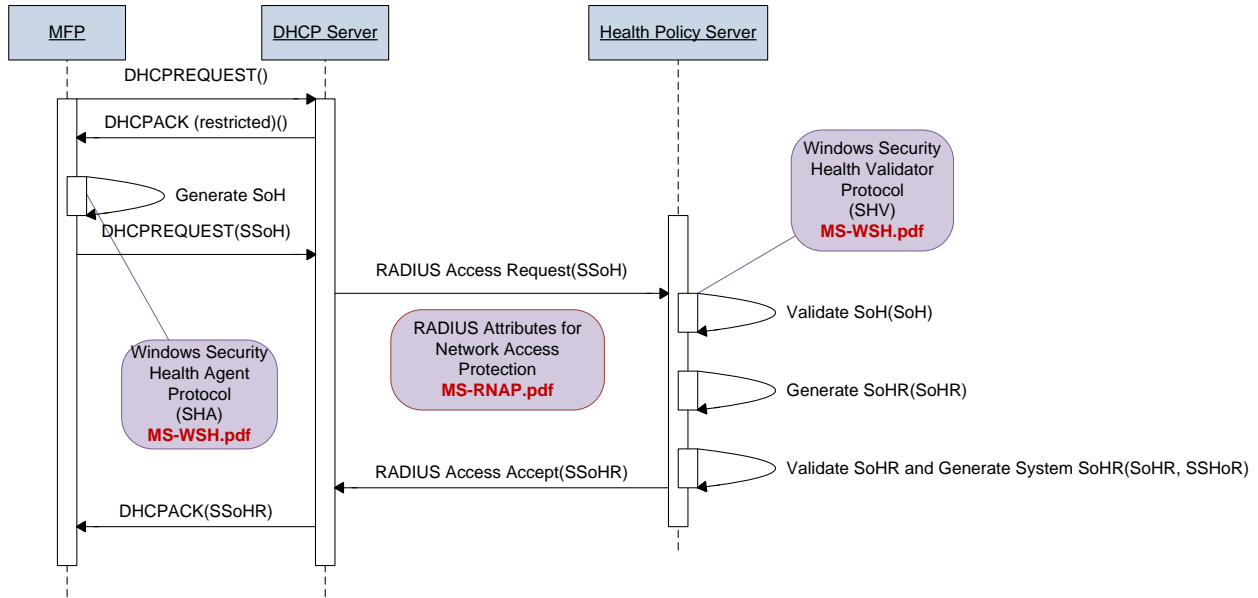 MFP
DHCP Server
Health Policy Server
DHCPREQUEST()
DHCPACK (restricted)()
Generate SoH
DHCPREQUEST(SSoH)
Windows Security
Health Validator
Protocol
(SHV)
MS-WSH.pdf
RADIUS Access Request(SSoH)
Validate SoH(SoH)
RADIUS Attributes for
Network Access
Protection
MS-RNAP.pdf
Windows Security
Health Agent
Protocol
(SHA)
MS-WSH.pdf
Generate SoHR(SoHR)
Validate SoHR and Generate System SoHR(SoHR, SSHoR)
RADIUS Access Accept(SSoHR)
DHCPACK(SSoHR)